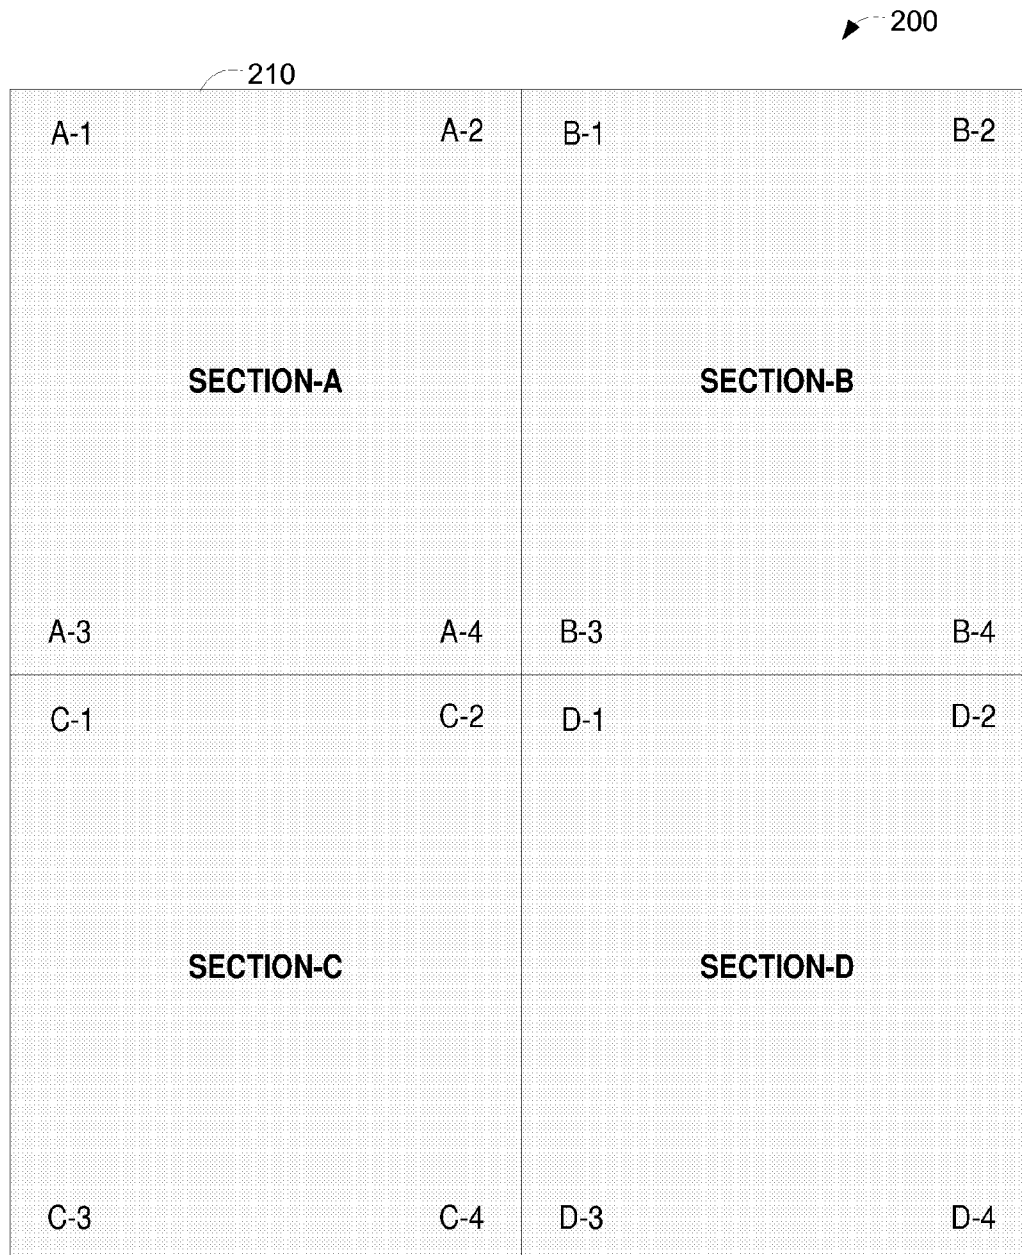 200
210
A-1 A-2 B-1 B-2
SECTION-A SECTION-B
A-3 A-4 B-3 B-4
C-1 C-2 D-1 D-2
SECTION-C SECTION-D
C-3 C-4 D-3 D-4